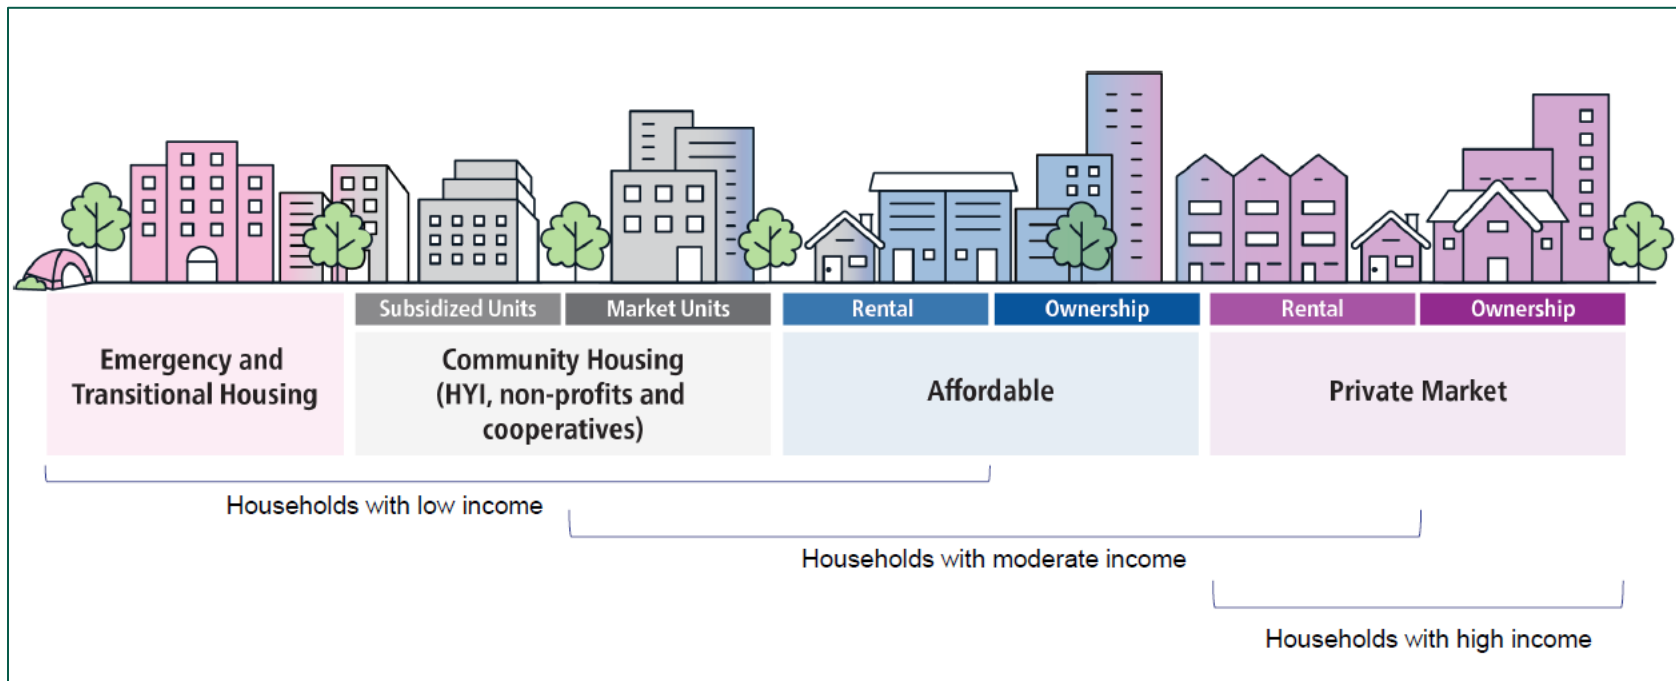 Subsidized Units
Market Units
Rental
Ownership
Rental
Ownership
Emergency and
Transitional Housing
Community Housing
(HYI, non-profits and
cooperatives)
Affordable
Private Market
Households with low income
Households with moderate income
Households with high income